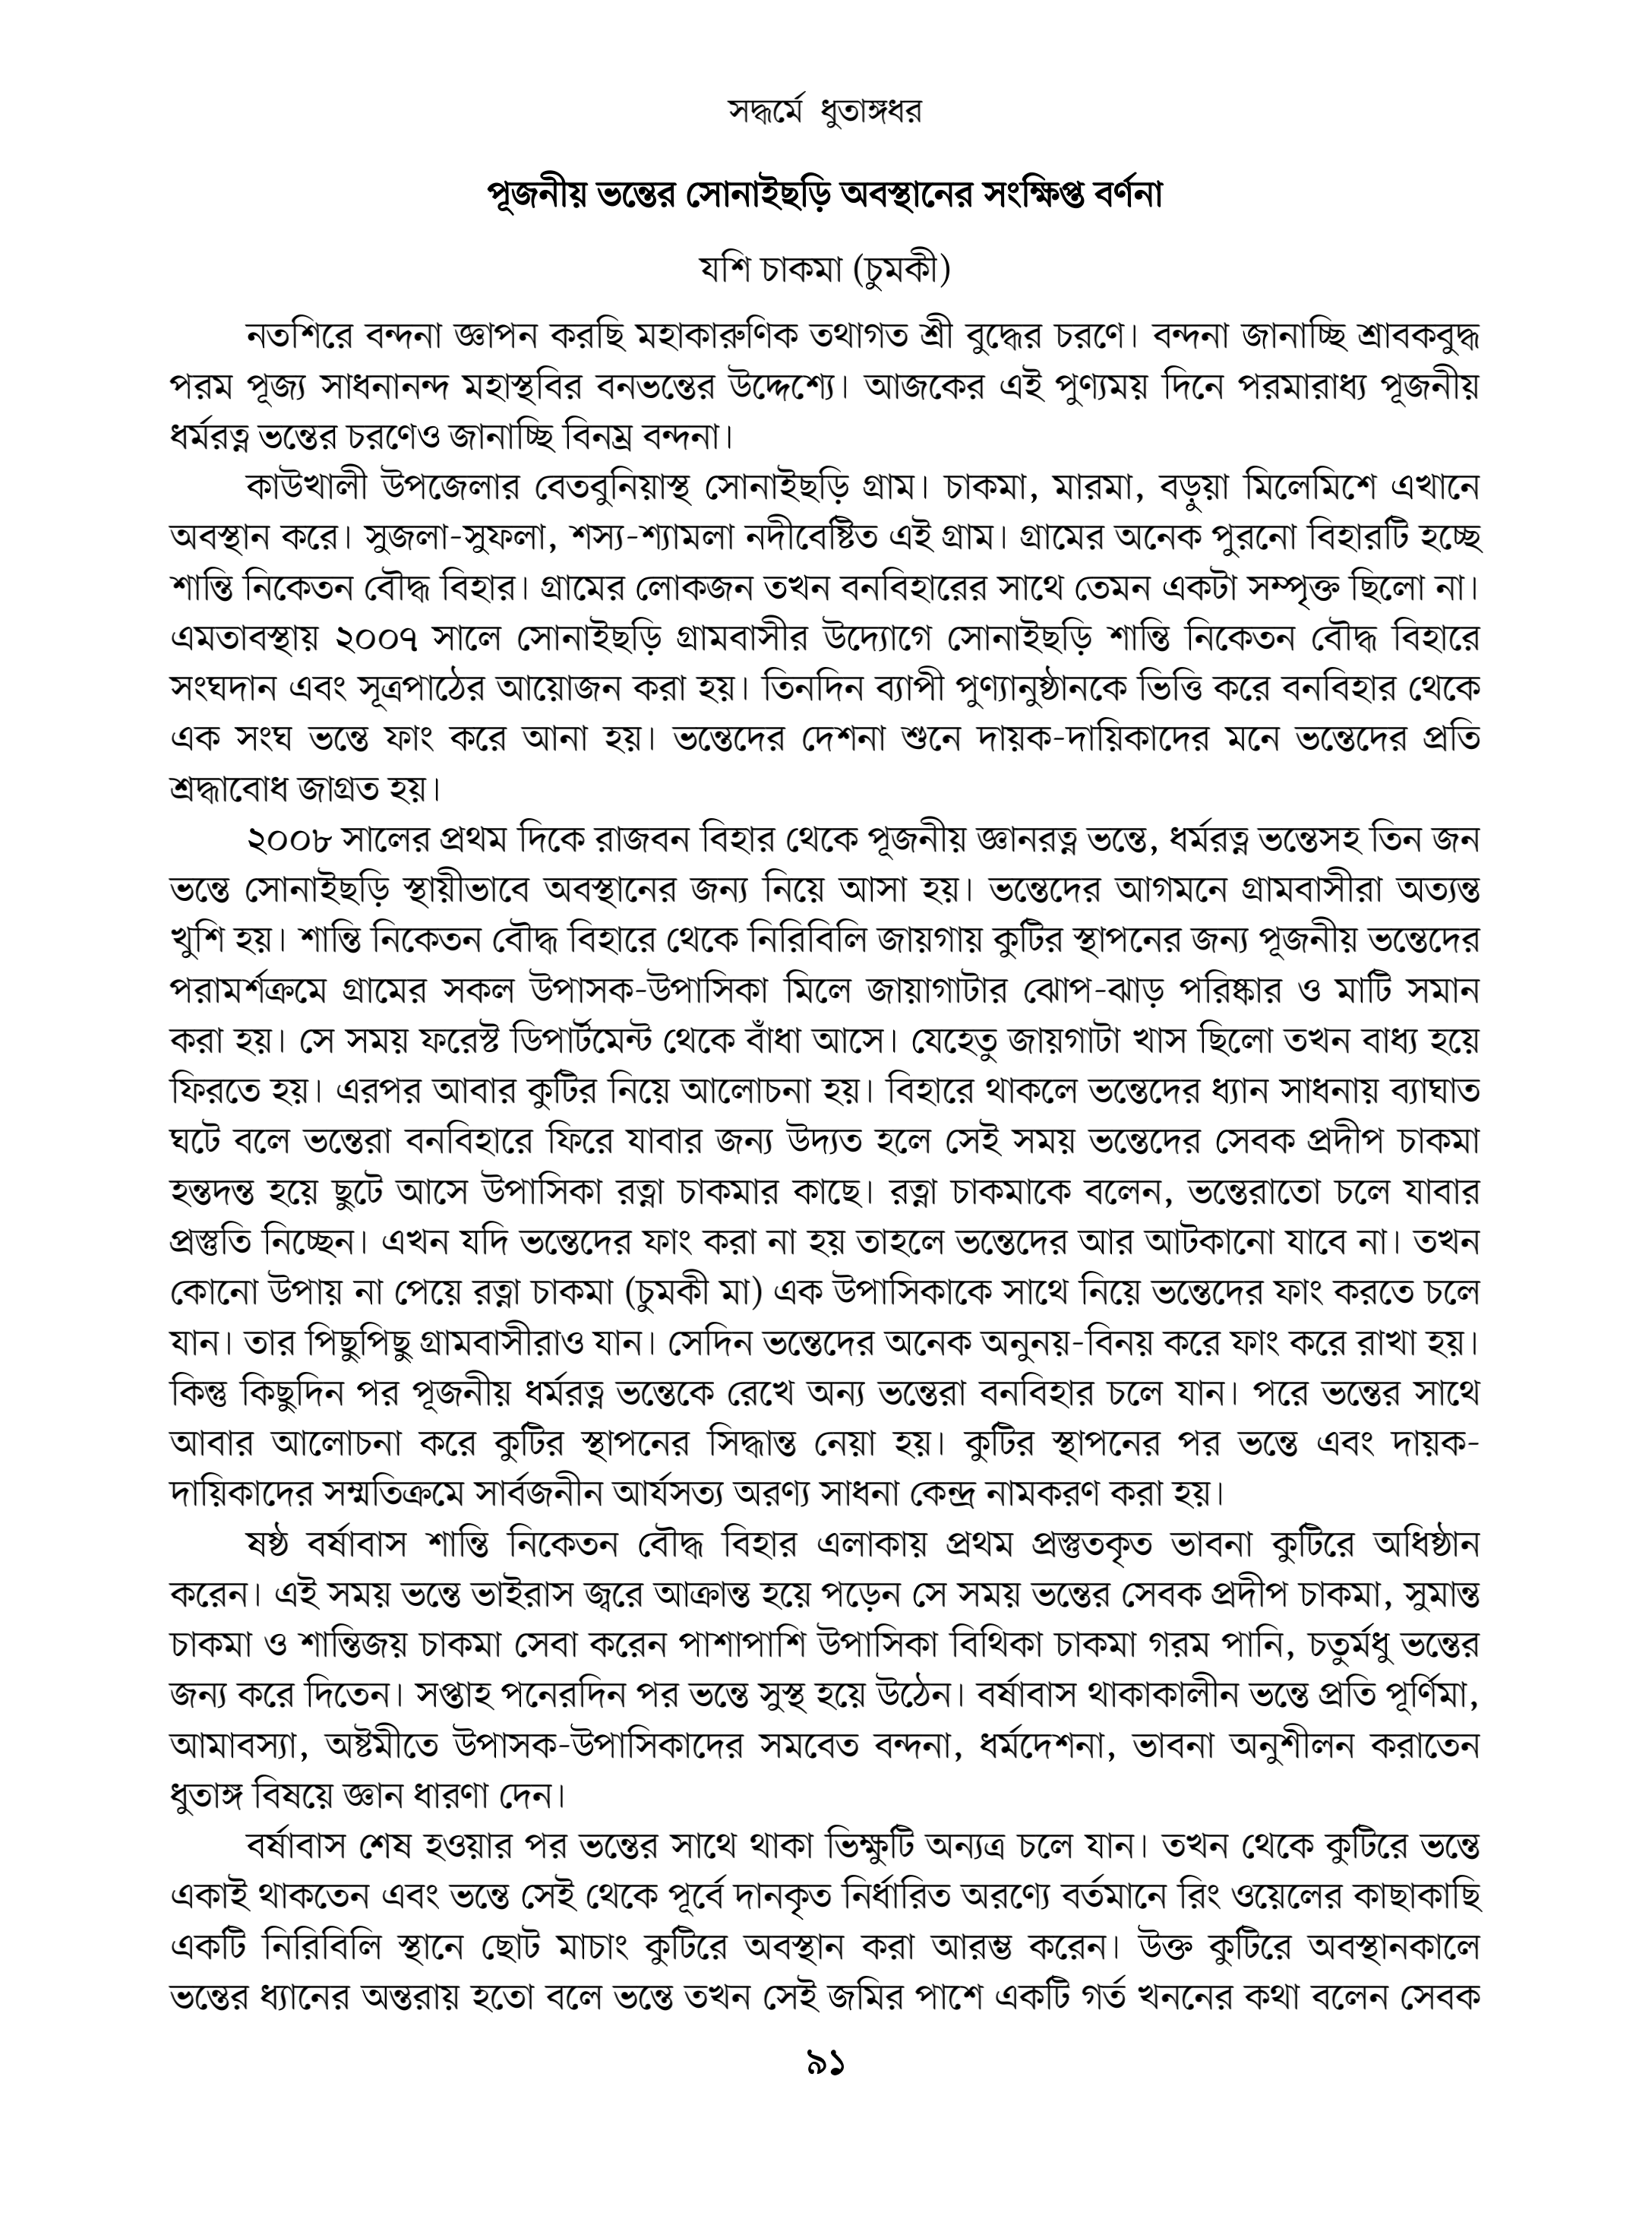 সদ্ধর্মে ধুতাঙ্গধর
পূজনীয় ভন্তের সোনাইছড়ি অবস্থানের সংক্ষিপ্ত বর্ণনা
যশি চাকমা (চুমকী)
নতশিরে বন্দনা জ্ঞাপন করছি মহাকারুণিক তথাগত শ্রী বুদ্ধের চরণে। বন্দনা জানাচ্ছি শ্রাবকবুদ্ধ
পরম পূজ্য সাধনানন্দ মহাস্থবির বনভন্তের উদ্দেশ্যে। আজকের এই পুণ্যময় দিনে পরমারাধ্য পূজনীয়
ধর্মরত্ন ভন্তের চরণেও জানাচ্ছি বিনম্র বন্দনা।
কাউখালী উপজেলার বেতবুনিয়াস্থ সোনাইছড়ি গ্রাম। চাকমা, মারমা, বড়ুয়া মিলেমিশে এখানে
অবস্থান করে। সুজলা-সুফলা, শস্য-শ্যামলা নদীবেষ্টিত এই গ্রাম। গ্রামের অনেক পুরনো বিহারটি হচ্ছে
শান্তি নিকেতন বৌদ্ধ বিহার। গ্রামের লোকজন তখন বনবিহারের সাথে তেমন একটা সম্পৃক্ত ছিলো না।
এমতাবস্থায় ২০০৭ সালে সোনাইছড়ি গ্রামবাসীর উদ্যোগে সোনাইছড়ি শান্তি নিকেতন বৌদ্ধ বিহারে
সংঘদান এবং সূত্রপাঠের আয়োজন করা হয়। তিনদিন ব্যাপী পুণ্যানুষ্ঠানকে ভিত্তি করে বনবিহার থেকে
এক সংঘ ভন্তে ফাং করে আনা হয়। ভন্তেদের দেশনা শুনে দায়ক-দায়িকাদের মনে ভন্তেদের প্রতি
শ্রদ্ধাবোধ জাগ্রত হয়।
২০০৮ সালের প্রথম দিকে রাজবন বিহার থেকে পূজনীয় জ্ঞানরত্ন ভন্তে, ধর্মরত্ন ভন্তেসহ তিন জন
ভন্তে সোনাইছড়ি স্থায়ীভাবে অবস্থানের জন্য নিয়ে আসা হয়। ভন্তেদের আগমনে গ্রামবাসীরা অত্যন্ত
খুশি হয়। শান্তি নিকেতন বৌদ্ধ বিহারে থেকে নিরিবিলি জায়গায় কুটির স্থাপনের জন্য পূজনীয় ভন্তেদের
পরামর্শক্রমে গ্রামের সকল উপাসক-উপাসিকা মিলে জায়াগাটার ঝোপ-ঝাড় পরিষ্কার ও মাটি সমান
করা হয়। সে সময় ফরেস্ট ডিপার্টমেন্ট থেকে বাঁধা আসে। যেহেতু জায়গাটা খাস ছিলো তখন বাধ্য হয়ে
ফিরতে হয়। এরপর আবার কুটির নিয়ে আলোচনা হয়। বিহারে থাকলে ভন্তেদের ধ্যান সাধনায় ব্যাঘাত
ঘটে বলে ভন্তেরা বনবিহারে ফিরে যাবার জন্য উদ্যত হলে সেই সময় ভন্তেদের সেবক প্রদীপ চাকমা
হন্তদন্ত হয়ে ছুটে আসে উপাসিকা রত্না চাকমার কাছে। রত্না চাকমাকে বলেন, ভন্তেরাতো চলে যাবার
প্রস্তুতি নিচ্ছেন। এখন যদি ভন্তেদের ফাং করা না হয় তাহলে ভন্তেদের আর আটকানো যাবে না। তখন
কোনো উপায় না পেয়ে রত্না চাকমা (চুমকী মা) এক উপাসিকাকে সাথে নিয়ে ভন্তেদের ফাং করতে চলে
যান। তার পিছুপিছু গ্রামবাসীরাও যান। সেদিন ভন্তেদের অনেক অনুনয়-বিনয় করে ফাং করে রাখা হয়।
কিন্তু কিছুদিন পর পূজনীয় ধর্মরত্ন ভন্তেকে রেখে অন্য ভন্তেরা বনবিহার চলে যান। পরে ভন্তের সাথে
আবার আলোচনা করে কুটির স্থাপনের সিদ্ধান্ত নেয়া হয়। কুটির স্থাপনের পর ভন্তে এবং দায়ক-
দায়িকাদের সম্মতিক্রমে সার্বজনীন আর্যসত্য অরণ্য সাধনা কেন্দ্র নামকরণ করা হয়।
ষষ্ঠ বর্ষাবাস শান্তি নিকেতন বৌদ্ধ বিহার এলাকায় প্রথম প্রস্তুতকৃত ভাবনা কুটিরে অধিষ্ঠান
করেন। এই সময় ভন্তে ভাইরাস জ্বরে আক্রান্ত হয়ে পড়েন সে সময় ভন্তের সেবক প্রদীপ চাকমা, সুমান্ত
চাকমা ও শান্তিজয় চাকমা সেবা করেন পাশাপাশি উপাসিকা বিথিকা চাকমা গরম পানি, চতুর্মধু ভন্তের
জন্য করে দিতেন। সপ্তাহ পনেরদিন পর ভন্তে সুস্থ হয়ে উঠেন। বর্ষাবাস থাকাকালীন ভন্তে প্রতি পূর্ণিমা,
আমাবস্যা, অষ্টমীতে উপাসক-উপাসিকাদের সমবেত বন্দনা, ধর্মদেশনা, ভাবনা অনুশীলন করাতেন
ধুতাঙ্গ বিষয়ে জ্ঞান ধারণা দেন।
বর্ষাবাস শেষ হওয়ার পর ভন্তের সাথে থাকা ভিক্ষুটি অন্যত্র চলে যান। তখন থেকে কুটিরে ভন্তে
একাই থাকতেন এবং ভন্তে সেই থেকে পূর্বে দানকৃত নির্ধারিত অরণ্যে বর্তমানে রিং ওয়েলের কাছাকাছি
একটি নিরিবিলি স্থানে ছোট মাচাং কুটিরে অবস্থান করা আরম্ভ করেন। উক্ত কুটিরে অবস্থানকালে
ভন্তের ধ্যানের অন্তরায় হতো বলে ভন্তে তখন সেই জমির পাশে একটি গর্ত খননের কথা বলেন সেবক
৯১